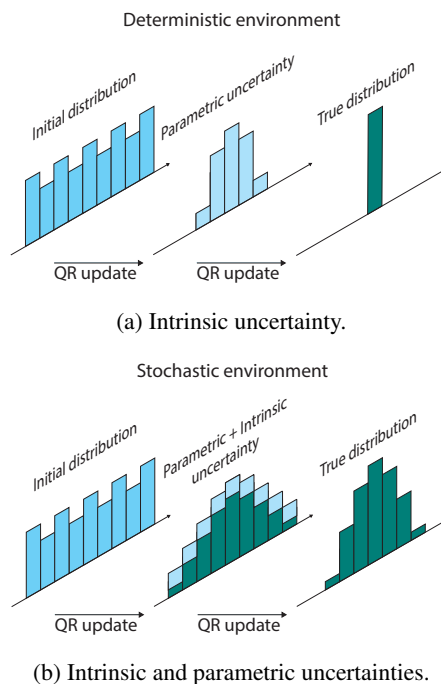 Deterministic environment
Initial distribution
Parametric uncertainty
True distribution
QR update
QR update
(a) Intrinsic uncertainty.
Stochastic environment
Initial distribution
Parametric + Intrinsic
uncertainty
True distribution
QR update
QR update
(b) Intrinsic and parametric uncertainties.